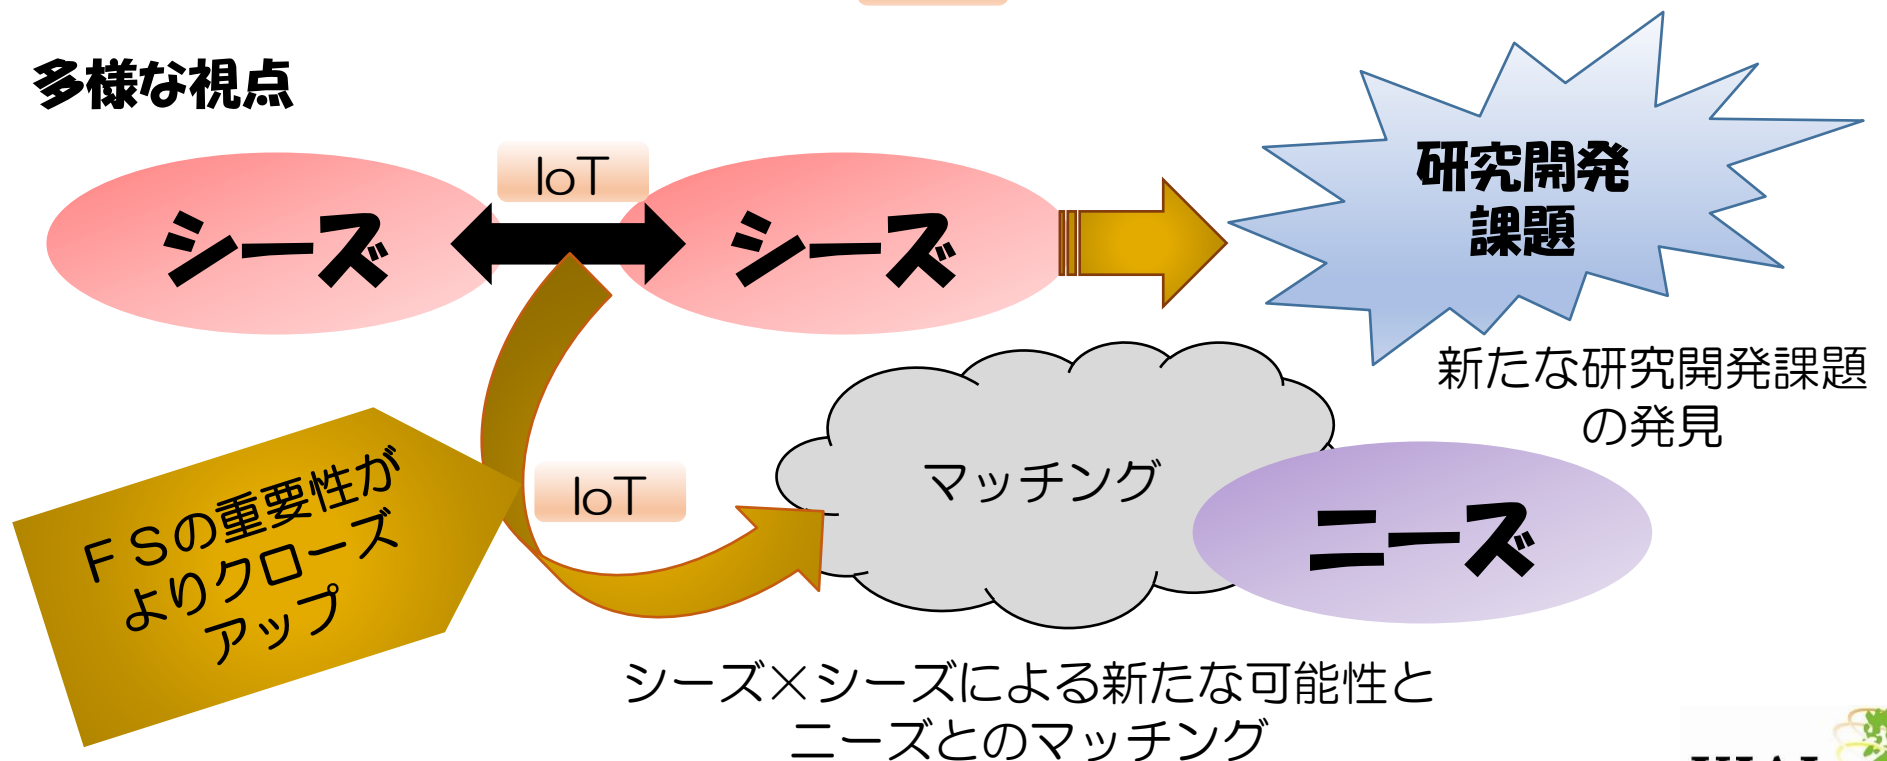 多様な視点
IoT
シーズ
シーズ
研究開発
課題
新たな研究開発課題
の発見
IoT
マッチング
ニーズ
ＦＳの重要性が
よりクローズ
アップ
シーズ×シーズによる新たな可能性と
ニーズとのマッチング